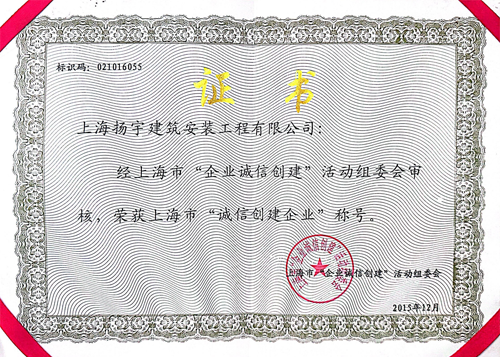 标识码：021016055
证书
上海扬宇建筑安装工程有限公司：
经上海市“企业诚信创建”活动组委会审
核，荣获上海市“诚信创建企业”称号。
上海市“企业诚信创建”活动组委会
2015年12月